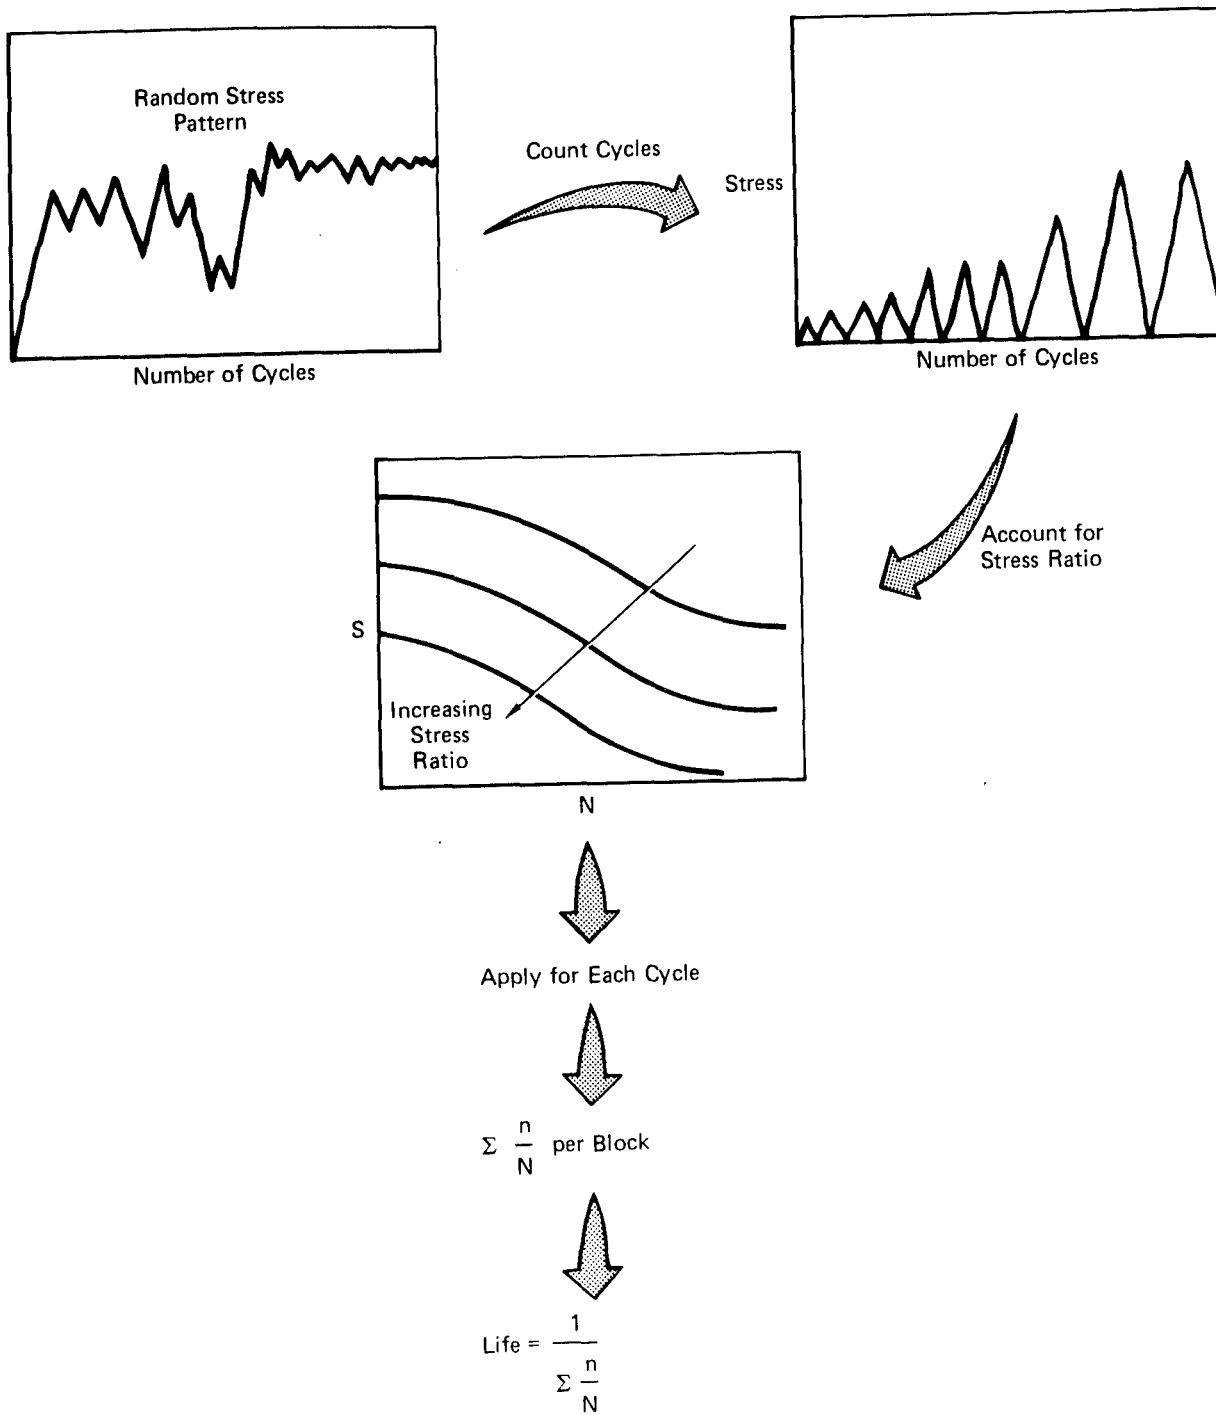 Random Stress
Pattern
Number of Cycles
Count Cycles
Stress
Number of Cycles
Account for
Stress Ratio
S
Increasing
Stress
Ratio
N
Apply for Each Cycle
Σ n/N per Block
Life = 1/(Σ n/N)